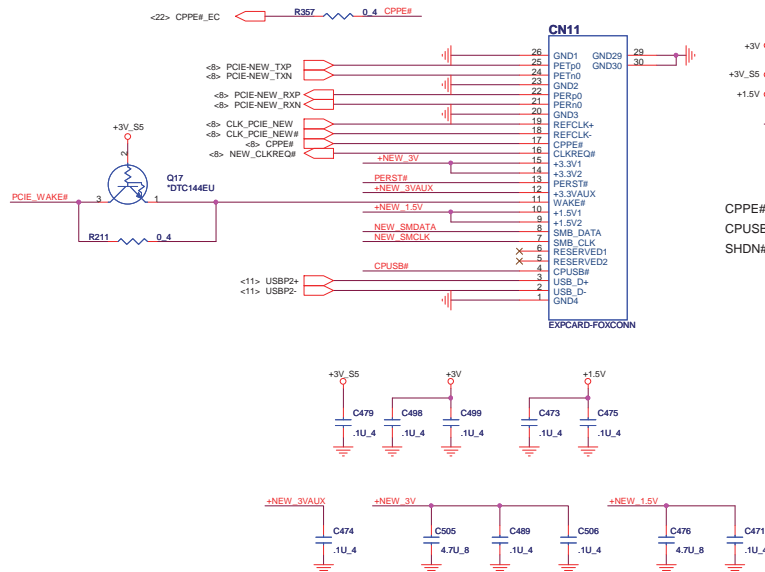 <22> CPPE#_EC R357 0_4 CPPE#
CN11
26 GND1 GND29 29
<8> PCIE-NEW_TXP 25 PETp0 GND30 30
<8> PCIE-NEW_TXN 24 PETn0
23 GND2
<8> PCIE-NEW_RXP 22 PERp0
<8> PCIE-NEW_RXN 21 PERn0
20 GND3
<8> CLK_PCIE_NEW 19 REFCLK+
<8> CLK_PCIE_NEW# 18 REFCLK-
<8> CPPE# 17 CPPE#
<8> NEW_CLKREQ# 16 CLKREQ#
+NEW_3V 15 +3.3V1
14 +3.3V2
PERST# 13 PERST#
+NEW_3VAUX 12 +3.3VAUX
11 WAKE#
+NEW_1.5V 10 +1.5V1
9 +1.5V2
NEW_SMDATA 8 SMB_DATA
NEW_SMCLK 7 SMB_CLK
6 RESERVED1
5 RESERVED2
CPUSB# 4 CPUSB#
<11> USBP2+ 3 USB_D+
<11> USBP2- 2 USB_D-
1 GND4
EXPCARD-FOXCONN
+3V_S5
2
Q17
*DTC144EU
PCIE_WAKE# 3 1
R211 0_4
+3V
+3V_S5
+1.5V
CPPE#
CPUSB
SHDN#
+3V_S5 +3V +1.5V
C479 C498 C499 C473 C475
.1U_4 .1U_4 .1U_4 .1U_4 .1U_4
+NEW_3VAUX +NEW_3V +NEW_1.5V
C474 C505 C489 C506 C476 C471
.1U_4 4.7U_8 .1U_4 .1U_4 4.7U_8 .1U_4